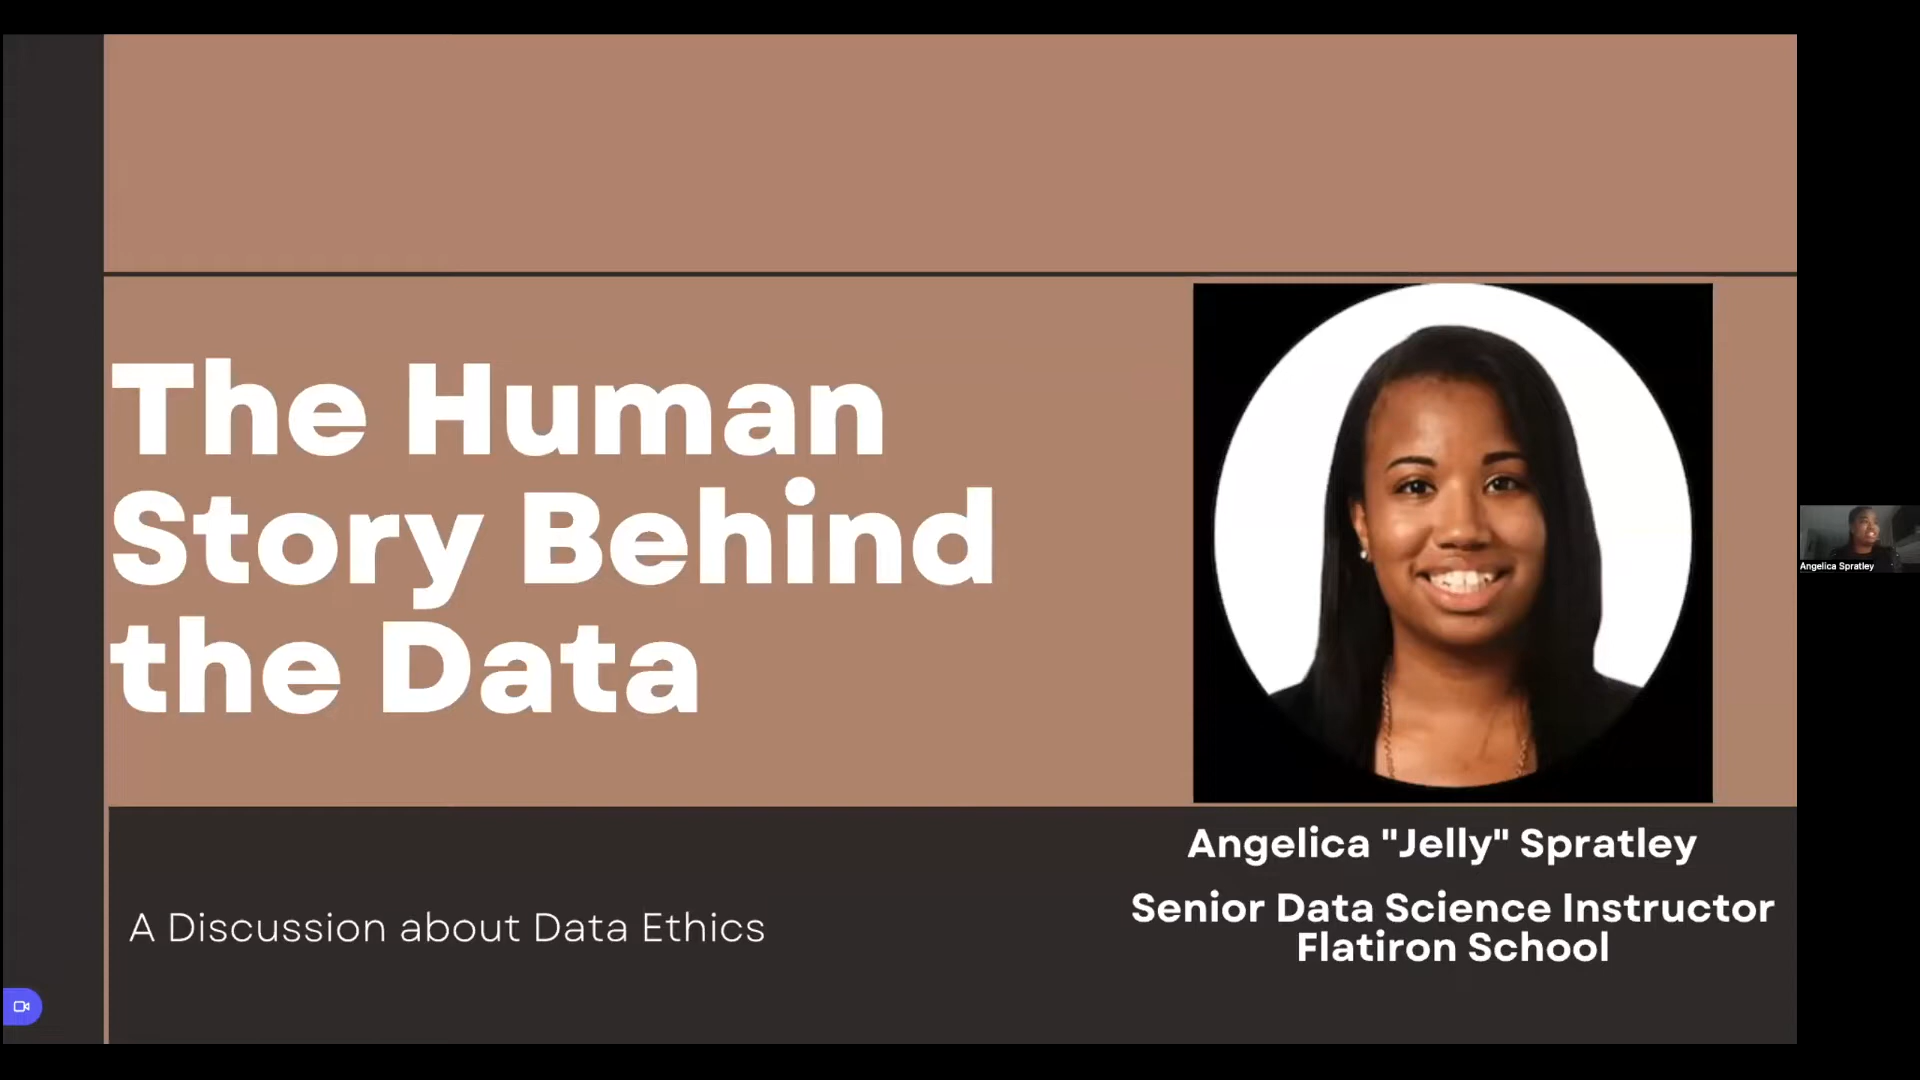 The Human
Story Behind
the Data
A Discussion about Data Ethics
Angelica "Jelly" Spratley
Senior Data Science Instructor
Flatiron School
Angelica Spratley